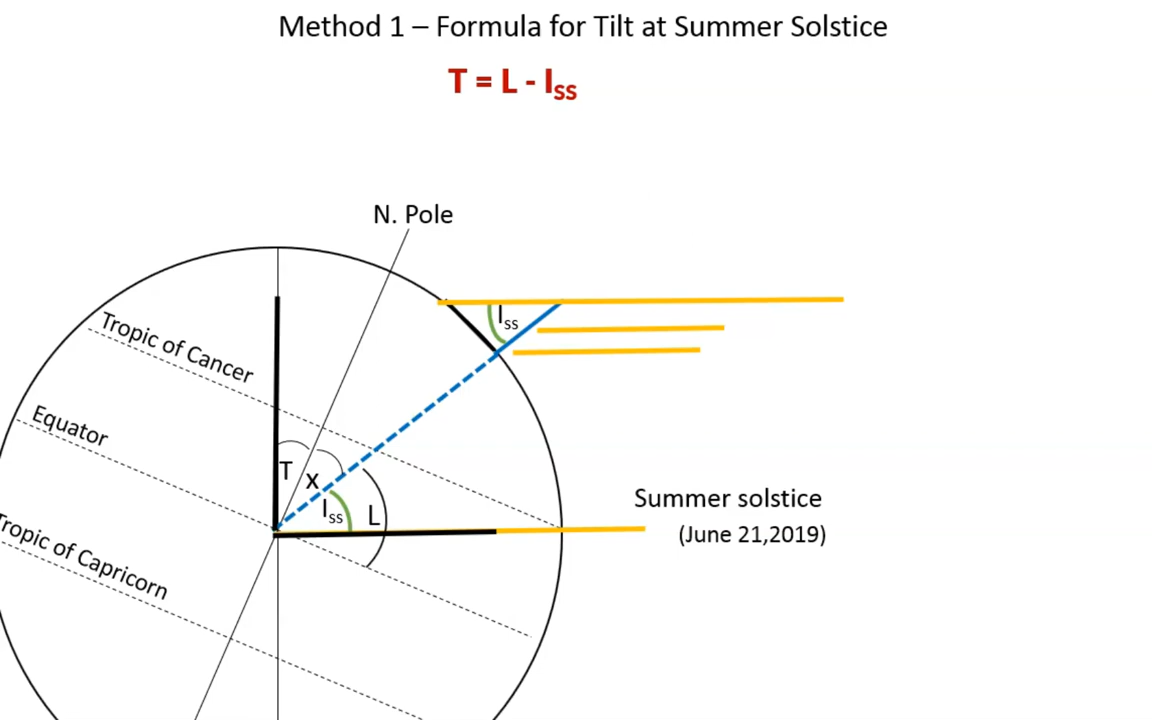 Method 1 – Formula for Tilt at Summer Solstice
T = L - Iss
N. Pole
Iss
Tropic of Cancer
Equator
T
x
Iss
L
Summer solstice
(June 21,2019)
Tropic of Capricorn